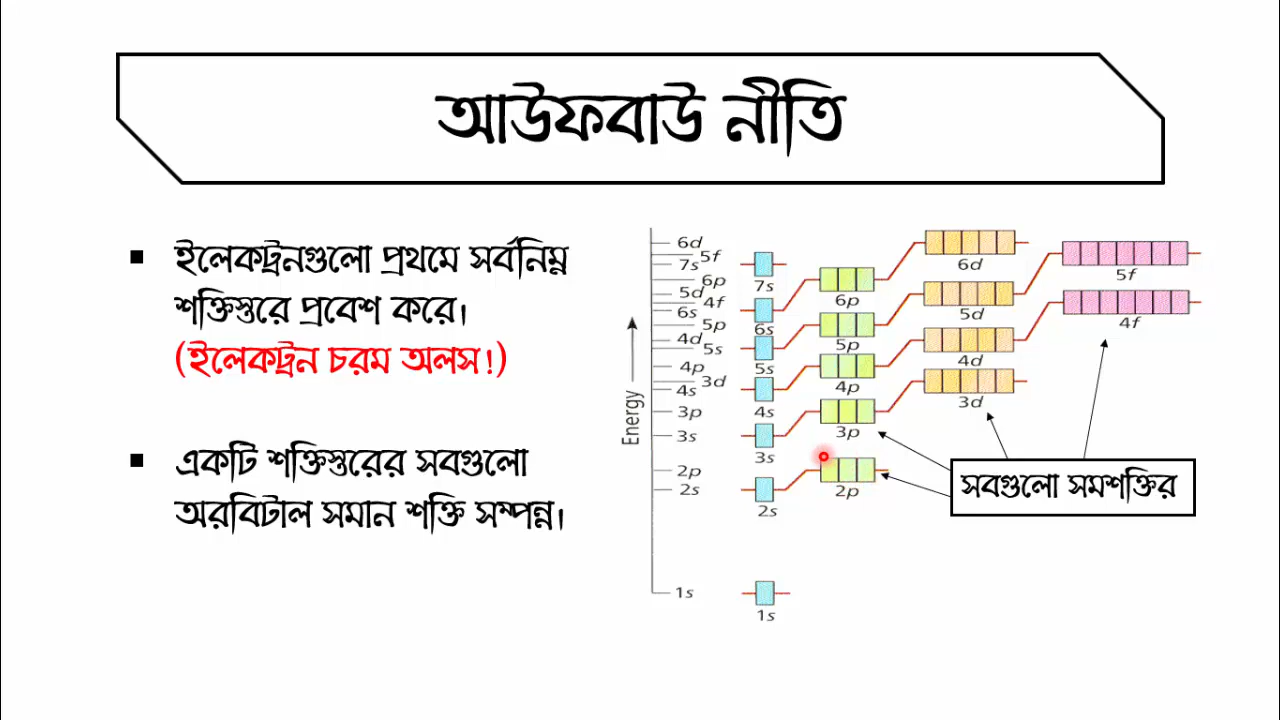 আউফবাউ নীতি
ইলেকট্রনগুলো প্রথমে সর্বনিম্ন
শক্তিস্তরে প্রবেশ করে।
(ইলেকট্রন চরম অলস!)
একটি শক্তিস্তরের সবগুলো
অরবিটাল সমান শক্তি সম্পন্ন।
Energy
6d
5f
7s
6p
5d
4f
6s
5p
4d
5s
4p
3d
4s
3p
3s
2p
2s
1s
7s
6s
5s
4s
3s
2s
1s
6p
5p
4p
3p
2p
6d
5d
4d
3d
5f
4f
সবগুলো সমশক্তির